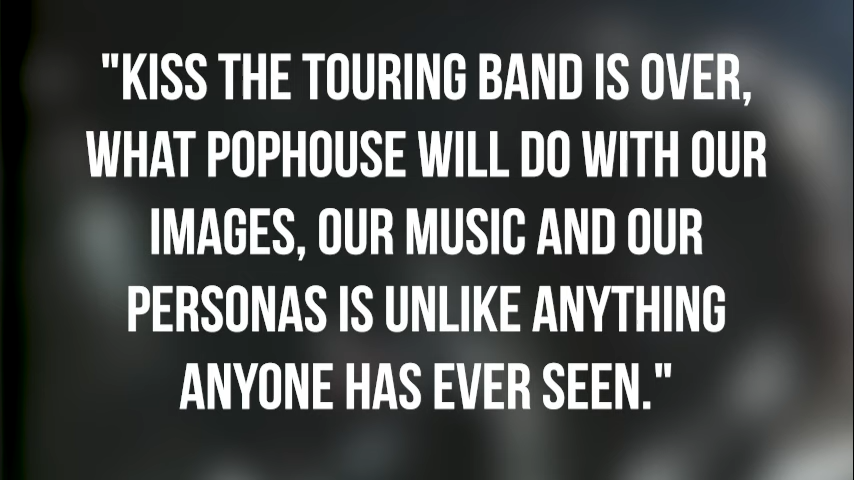 "KISS THE TOURING BAND IS OVER,
WHAT POPHOUSE WILL DO WITH OUR
IMAGES, OUR MUSIC AND OUR
PERSONAS IS UNLIKE ANYTHING
ANYONE HAS EVER SEEN."